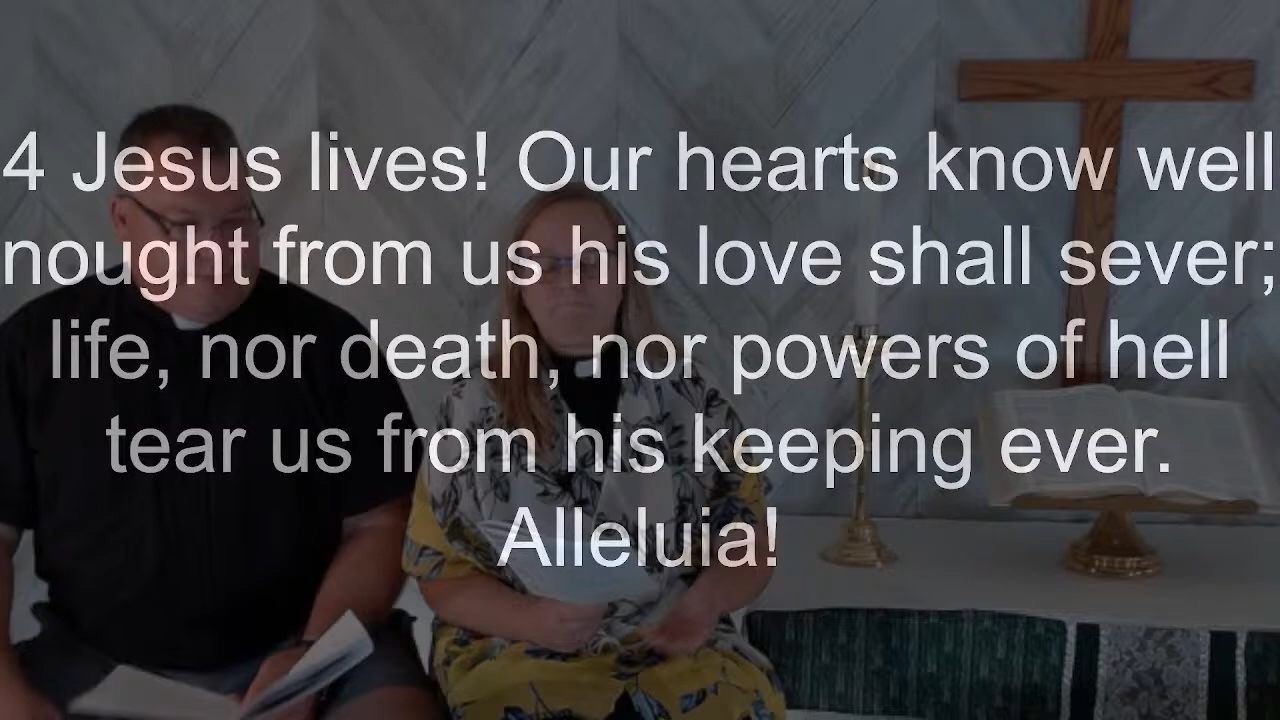 4 Jesus lives! Our hearts know well
nought from us his love shall sever;
life, nor death, nor powers of hell
tear us from his keeping ever.
Alleluia!